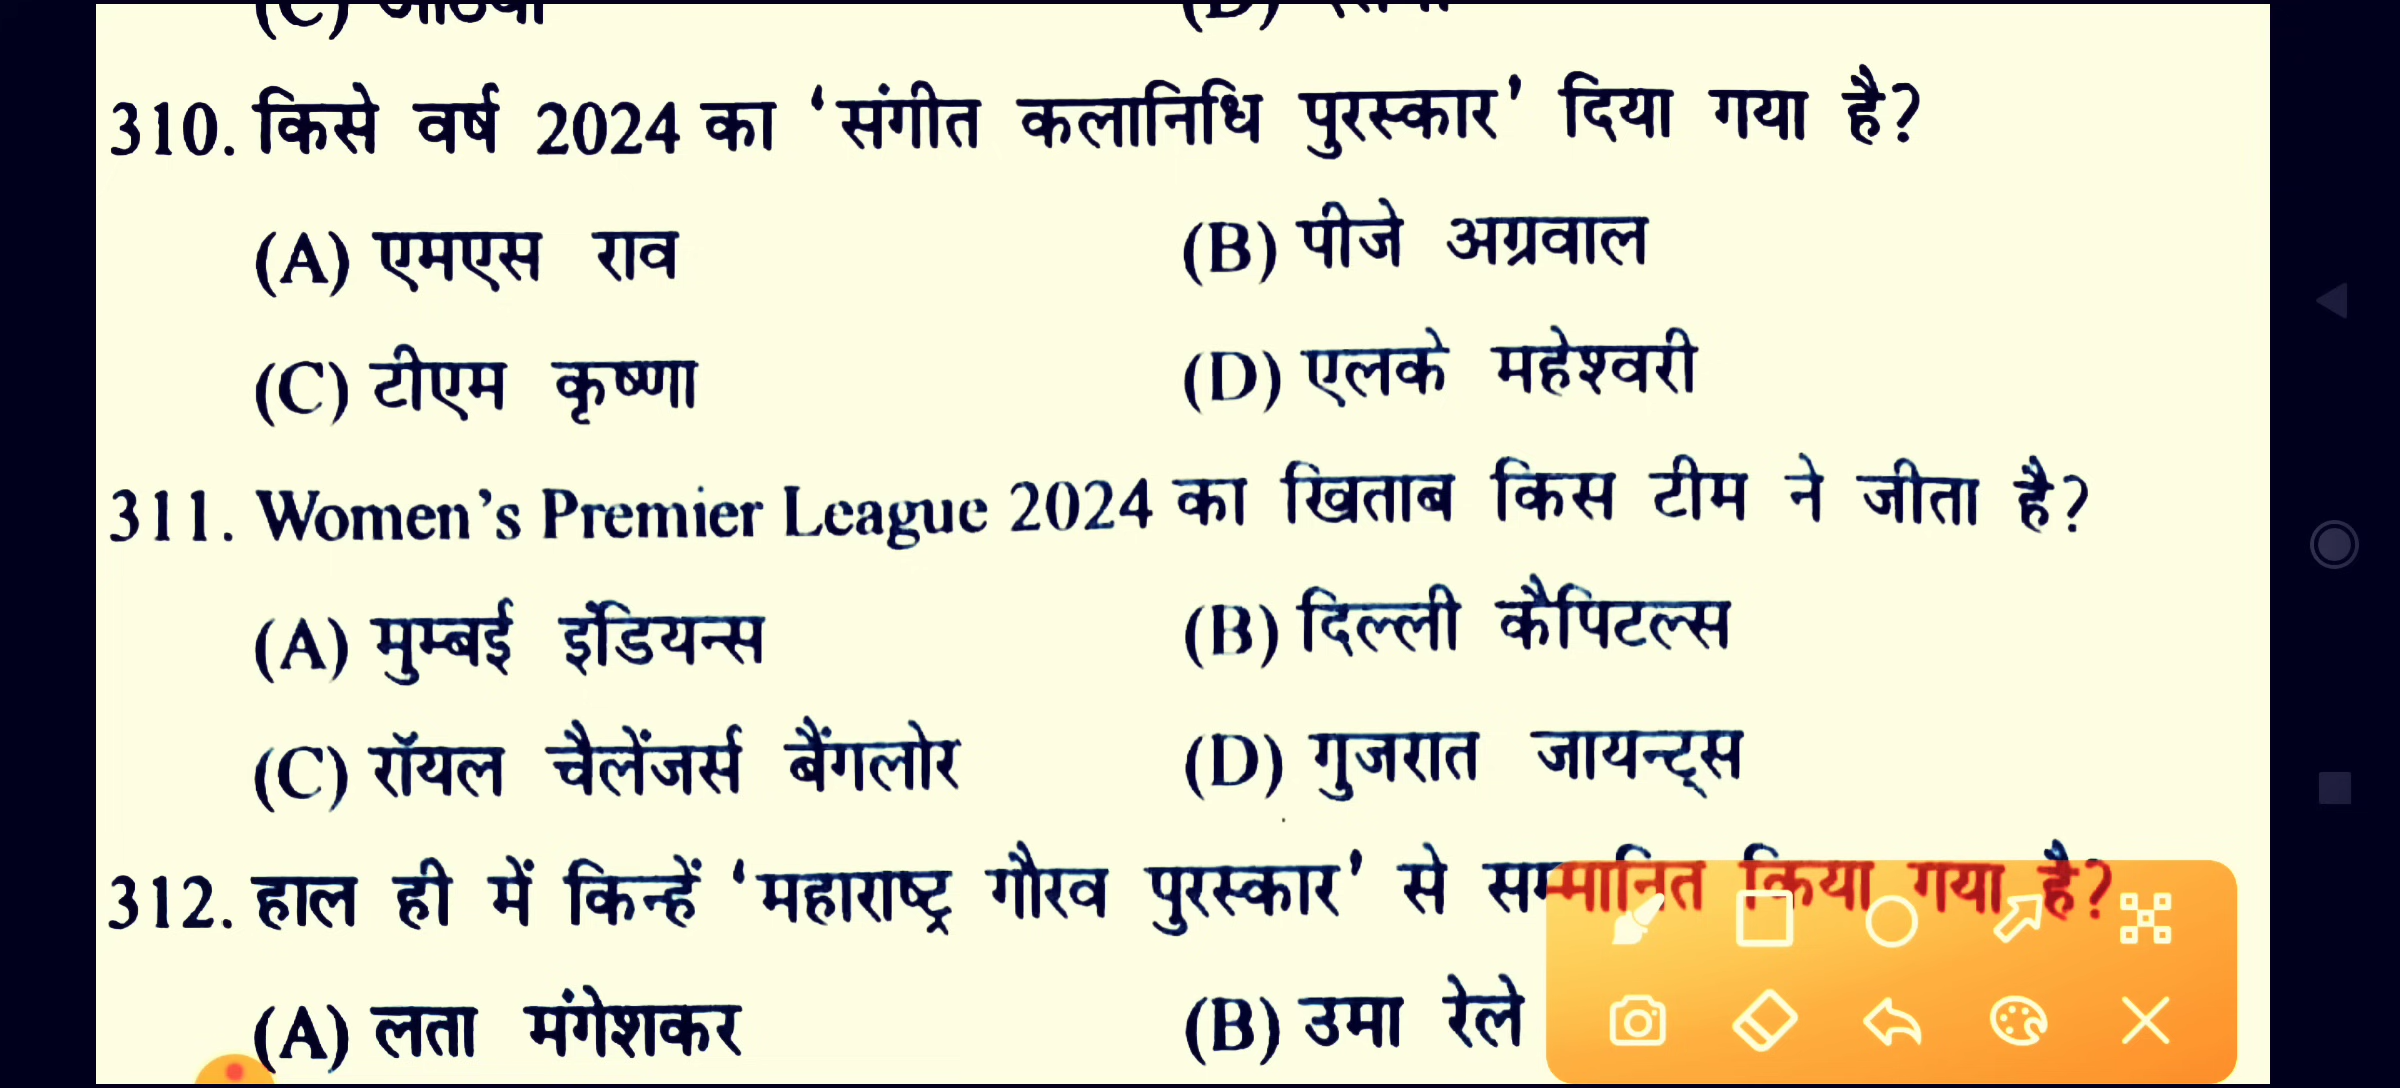 310. किसे वर्ष 2024 का ‘संगीत कलानिधि पुरस्कार’ दिया गया है?
(A) एमएस राव (B) पीजे अग्रवाल
(C) टीएम कृष्णा (D) एलके महेश्वरी
311. Women’s Premier League 2024 का खिताब किस टीम ने जीता है?
(A) मुम्बई इंडियन्स (B) दिल्ली कैपिटल्स
(C) रॉयल चैलेंजर्स बैंगलोर (D) गुजरात जायन्ट्स
312. हाल ही में किन्हें ‘महाराष्ट्र गौरव पुरस्कार’ से सम्मानित किया गया है?
(A) लता मंगेशकर (B) उमा रेले